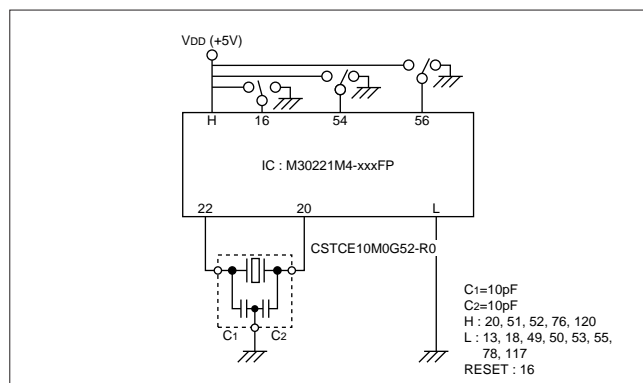 VDD (+5V)
H 16 54 56
IC : M30221M4-xxxFP
22 20 L
CSTCE10M0G52-R0
C1 C2
C1=10pF
C2=10pF
H : 20, 51, 52, 76, 120
L : 13, 18, 49, 50, 53, 55,
78, 117
RESET : 16